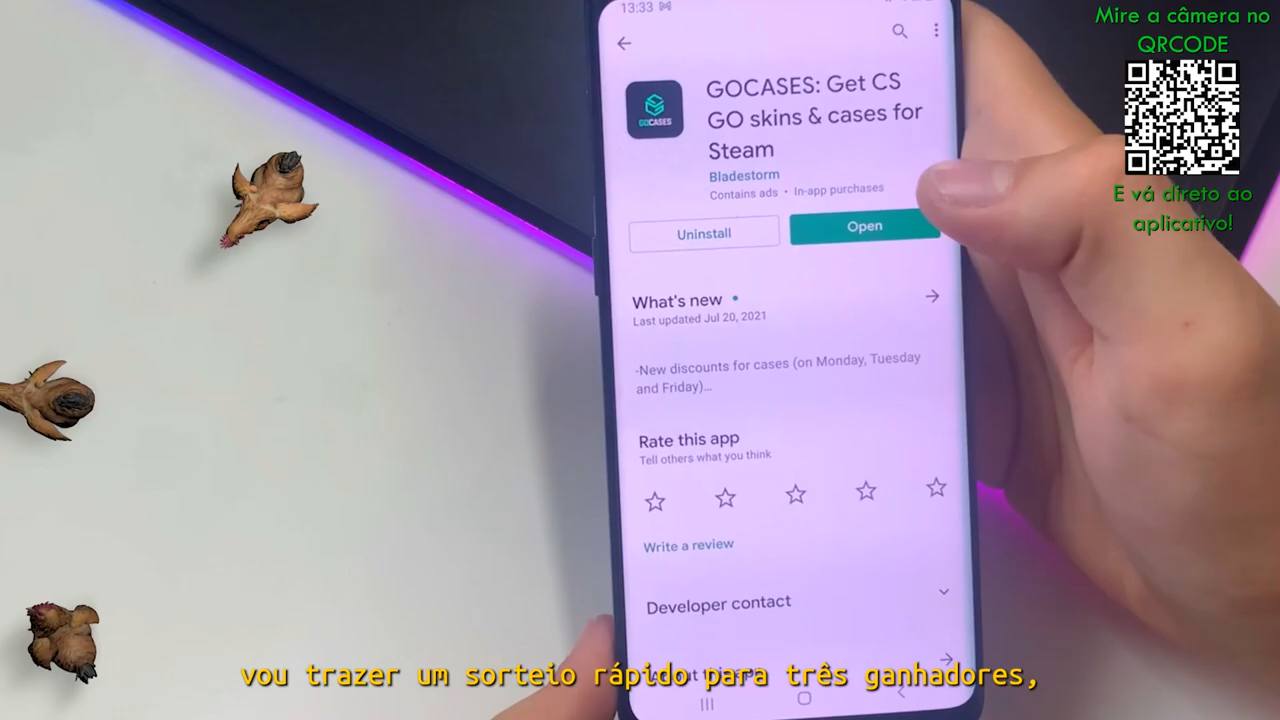 13:33
Mire a câmera no
QRCODE
E vá direto ao
aplicativo!
GOCASES
GOCASES: Get CS
GO skins & cases for
Steam
Bladestorm
Contains ads • In-app purchases
Uninstall
Open
What's new
Last updated Jul 20, 2021
-New discounts for cases (on Monday, Tuesday
and Friday)...
Rate this app
Tell others what you think
Write a review
Developer contact
vou trazer um sorteio rápido para três ganhadores,